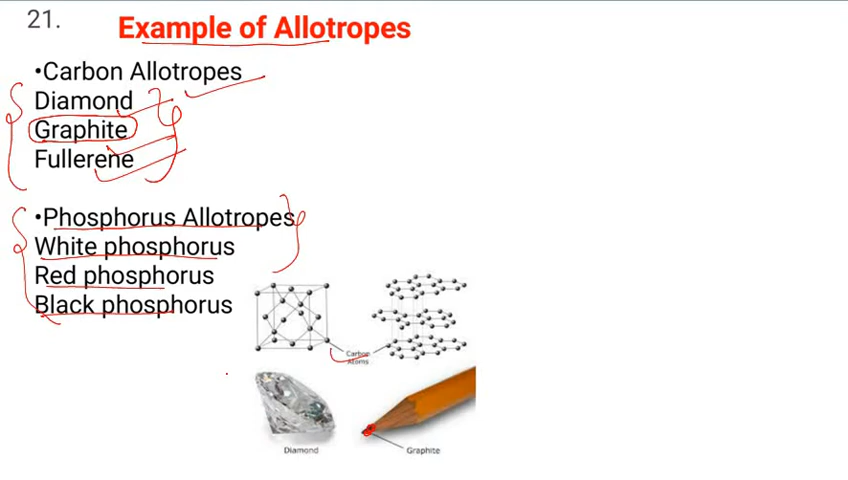 21.
Example of Allotropes
•Carbon Allotropes
Diamond
Graphite
Fullerene
•Phosphorus Allotropes
White phosphorus
Red phosphorus
Black phosphorus
Carbon
Atoms
Diamond
Graphite